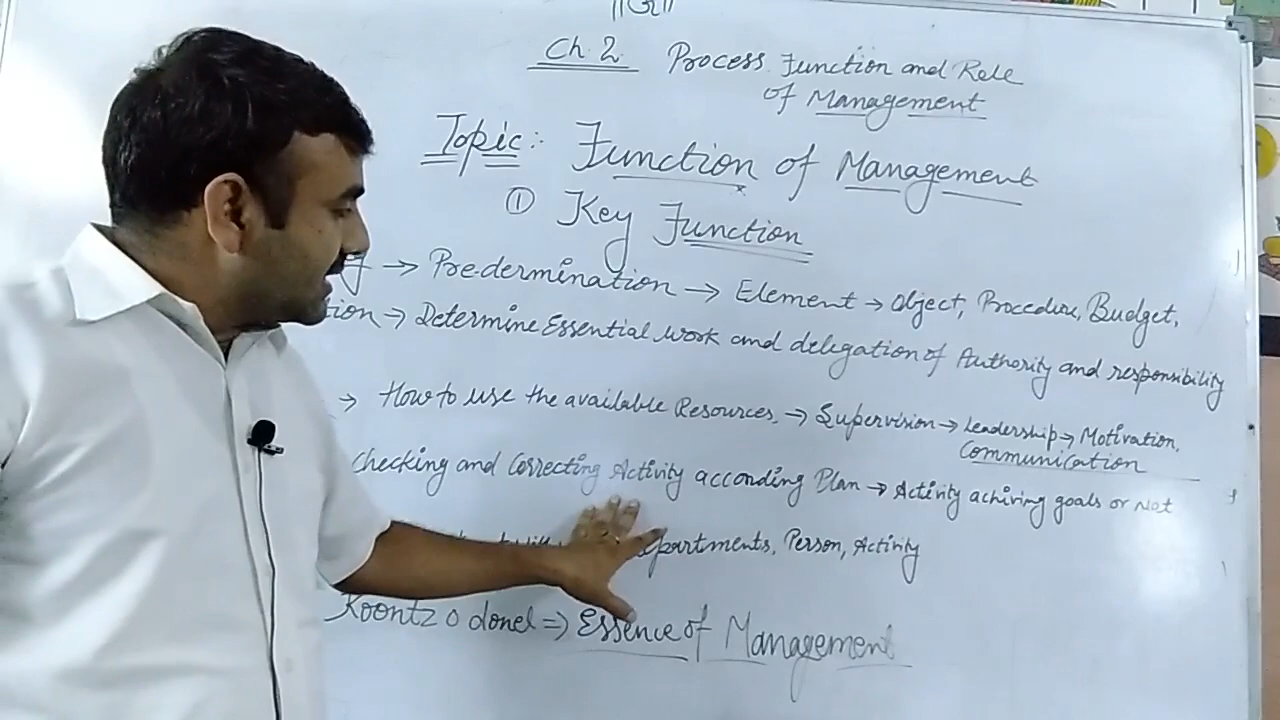 Ch. 2. Process Function and Role
of Management
Topic:- Function of Management
① Key Function
→ Predermination → Element → Object, Procedure, Budget,
tion → Determine Essential work and delegation of Authority and responsibility
→ How to use the available Resources, → Supervision → Leadership → Motivation,
Communication
Checking and Correcting Activity acconding Plan → Activity achiving goals or Not
partments, Person, Activity
Koontz o donel ⇒ Essence of Management